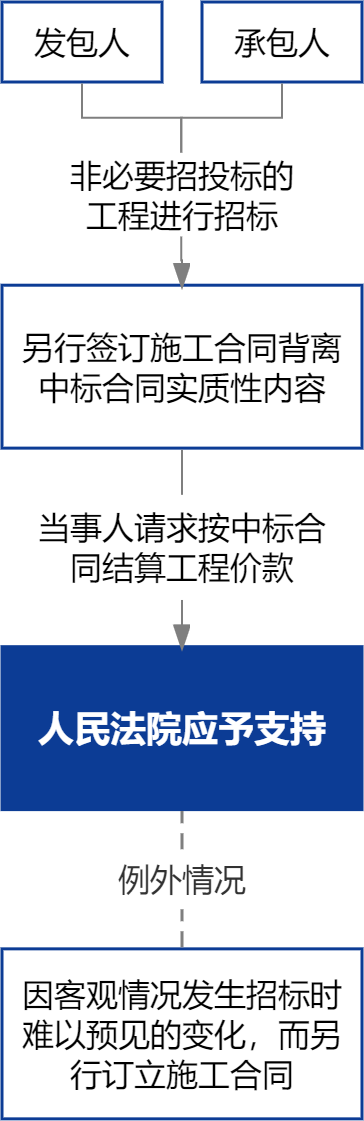 发包人
承包人
非必要招投标的
工程进行招标
另行签订施工合同背离
中标合同实质性内容
当事人请求按中标合
同结算工程价款
人民法院应予支持
例外情况
因客观情况发生招标时
难以预见的变化，而另
行订立施工合同